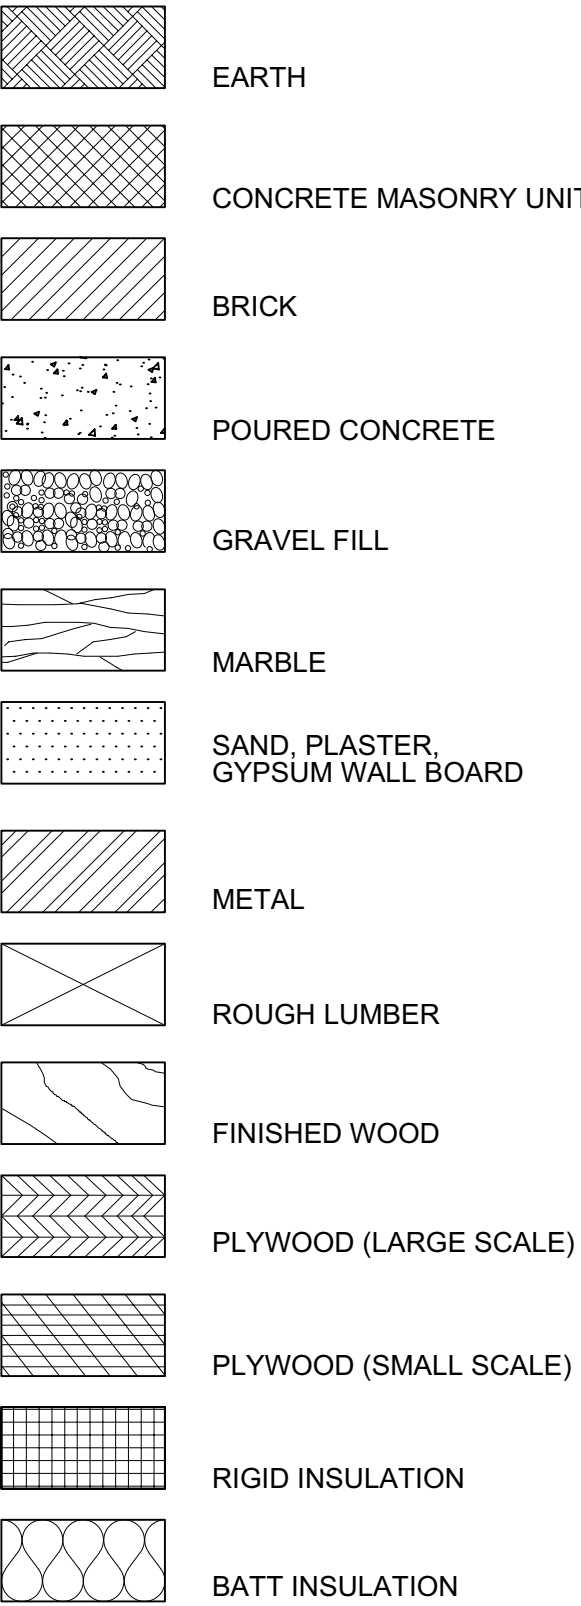 EARTH
CONCRETE MASONRY UNIT
BRICK
POURED CONCRETE
GRAVEL FILL
MARBLE
SAND, PLASTER,
GYPSUM WALL BOARD
METAL
ROUGH LUMBER
FINISHED WOOD
PLYWOOD (LARGE SCALE)
PLYWOOD (SMALL SCALE)
RIGID INSULATION
BATT INSULATION